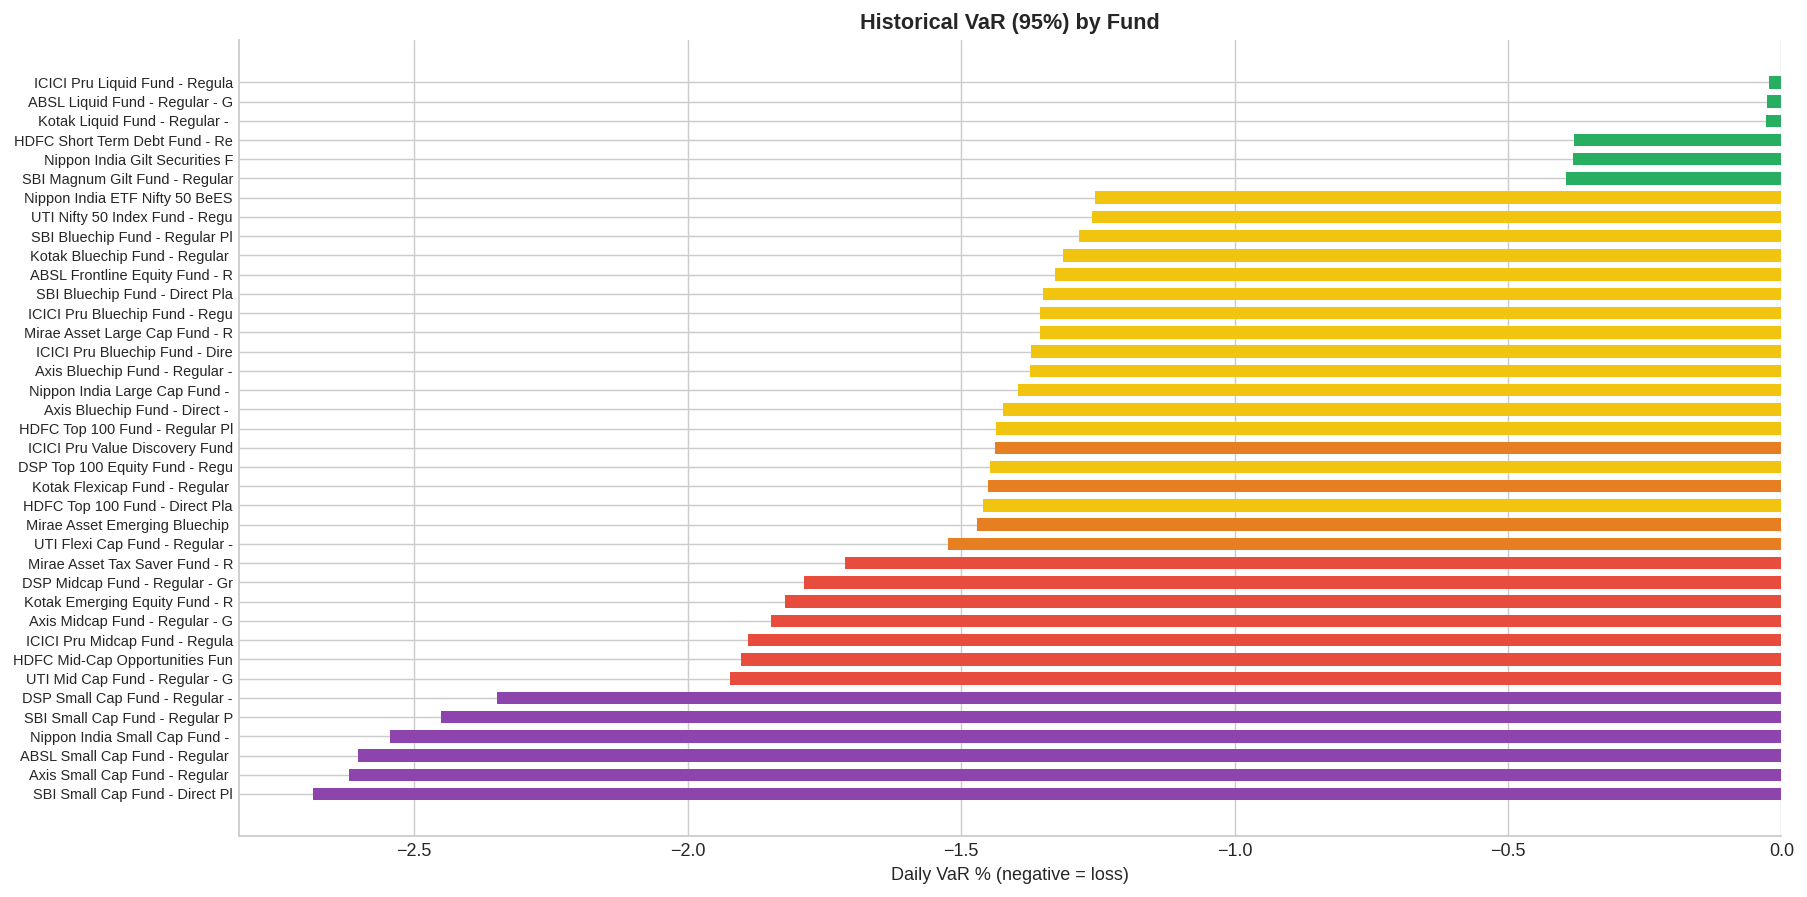 Historical VaR (95%) by Fund
ICICI Pru Liquid Fund - Regula
ABSL Liquid Fund - Regular - G
Kotak Liquid Fund - Regular -
HDFC Short Term Debt Fund - Re
Nippon India Gilt Securities F
SBI Magnum Gilt Fund - Regular
Nippon India ETF Nifty 50 BeES
UTI Nifty 50 Index Fund - Regu
SBI Bluechip Fund - Regular Pl
Kotak Bluechip Fund - Regular
ABSL Frontline Equity Fund - R
SBI Bluechip Fund - Direct Pla
ICICI Pru Bluechip Fund - Regu
Mirae Asset Large Cap Fund - R
ICICI Pru Bluechip Fund - Dire
Axis Bluechip Fund - Regular -
Nippon India Large Cap Fund -
Axis Bluechip Fund - Direct -
HDFC Top 100 Fund - Regular Pl
ICICI Pru Value Discovery Fund
DSP Top 100 Equity Fund - Regu
Kotak Flexicap Fund - Regular
HDFC Top 100 Fund - Direct Pla
Mirae Asset Emerging Bluechip
UTI Flexi Cap Fund - Regular -
Mirae Asset Tax Saver Fund - R
DSP Midcap Fund - Regular - Gr
Kotak Emerging Equity Fund - R
Axis Midcap Fund - Regular - G
ICICI Pru Midcap Fund - Regula
HDFC Mid-Cap Opportunities Fun
UTI Mid Cap Fund - Regular - G
DSP Small Cap Fund - Regular -
SBI Small Cap Fund - Regular P
Nippon India Small Cap Fund -
ABSL Small Cap Fund - Regular
Axis Small Cap Fund - Regular
SBI Small Cap Fund - Direct Pl
−2.5 −2.0 −1.5 −1.0 −0.5 0.0
Daily VaR % (negative = loss)